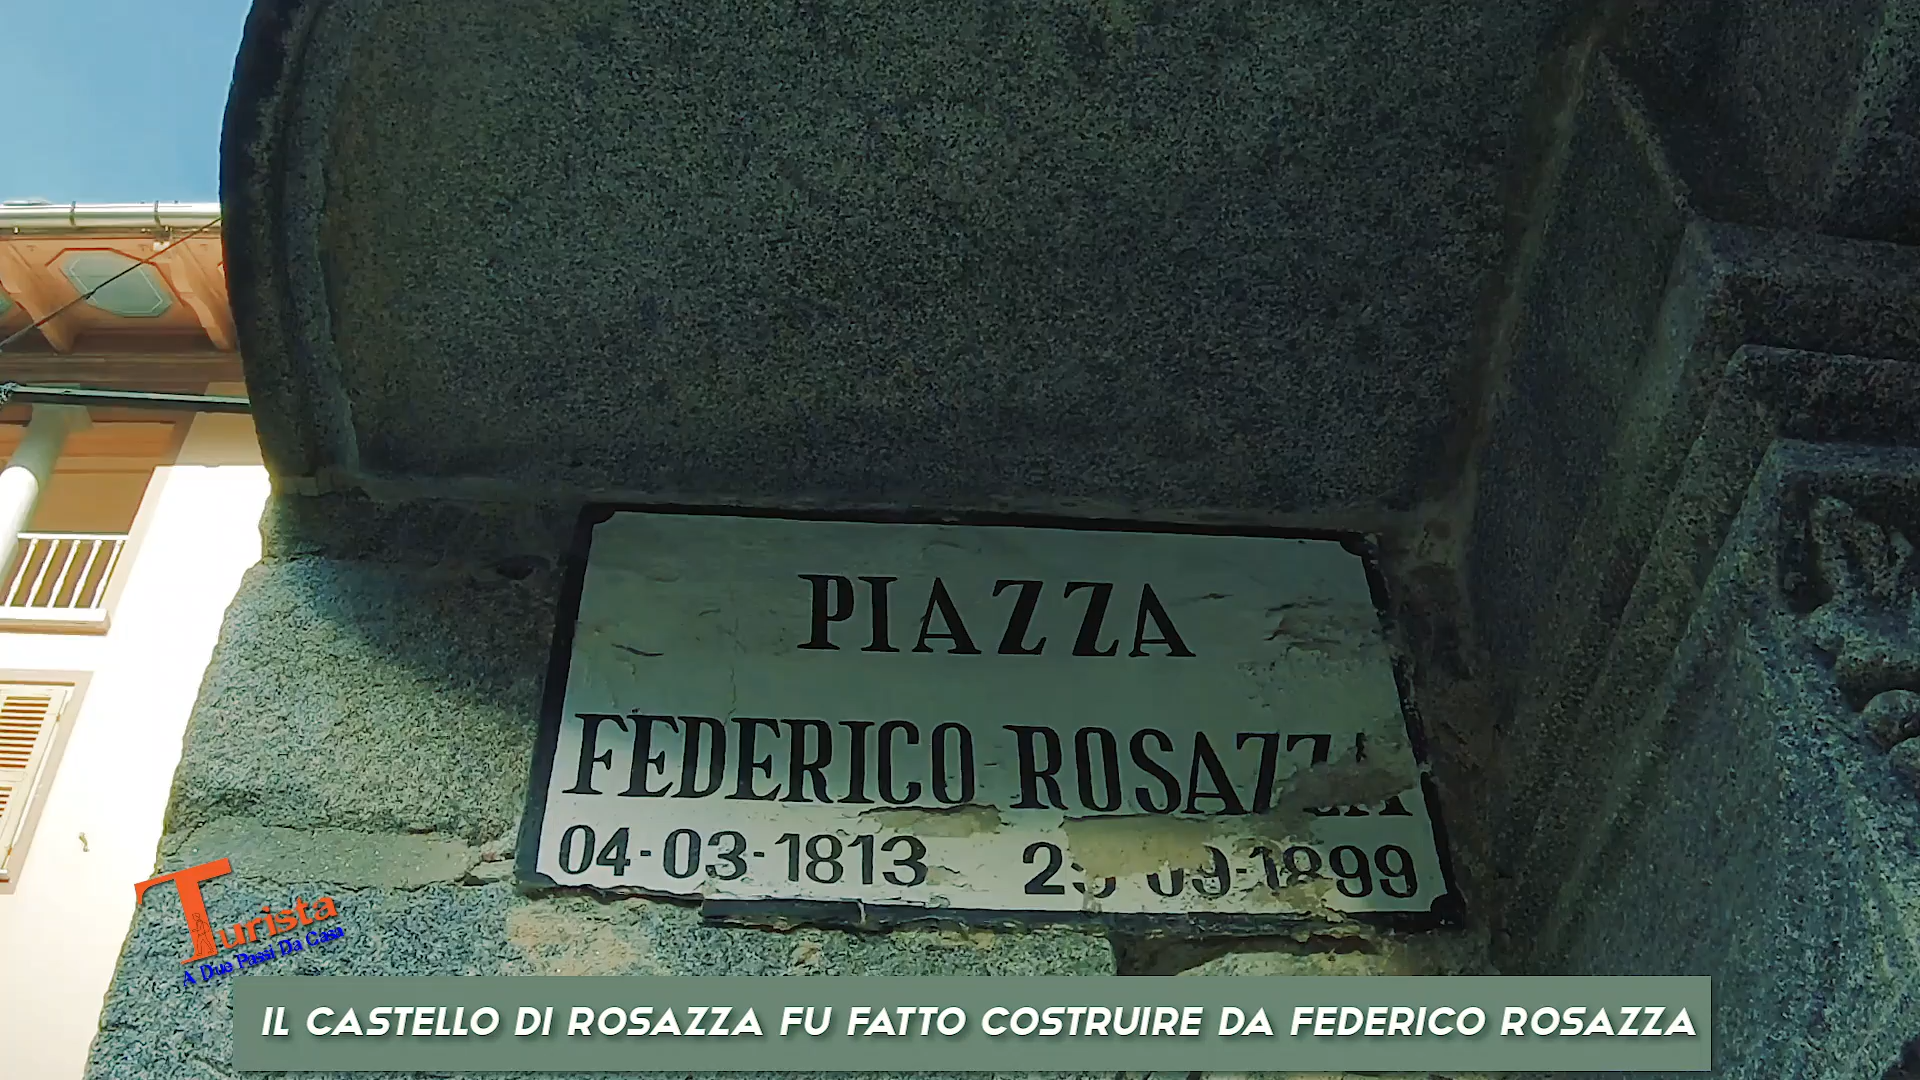 PIAZZA
FEDERICO ROSAZZA
04-03-1813 1899
Turista
A Due Passi Da Casa
IL CASTELLO DI ROSAZZA FU FATTO COSTRUIRE DA FEDERICO ROSAZZA